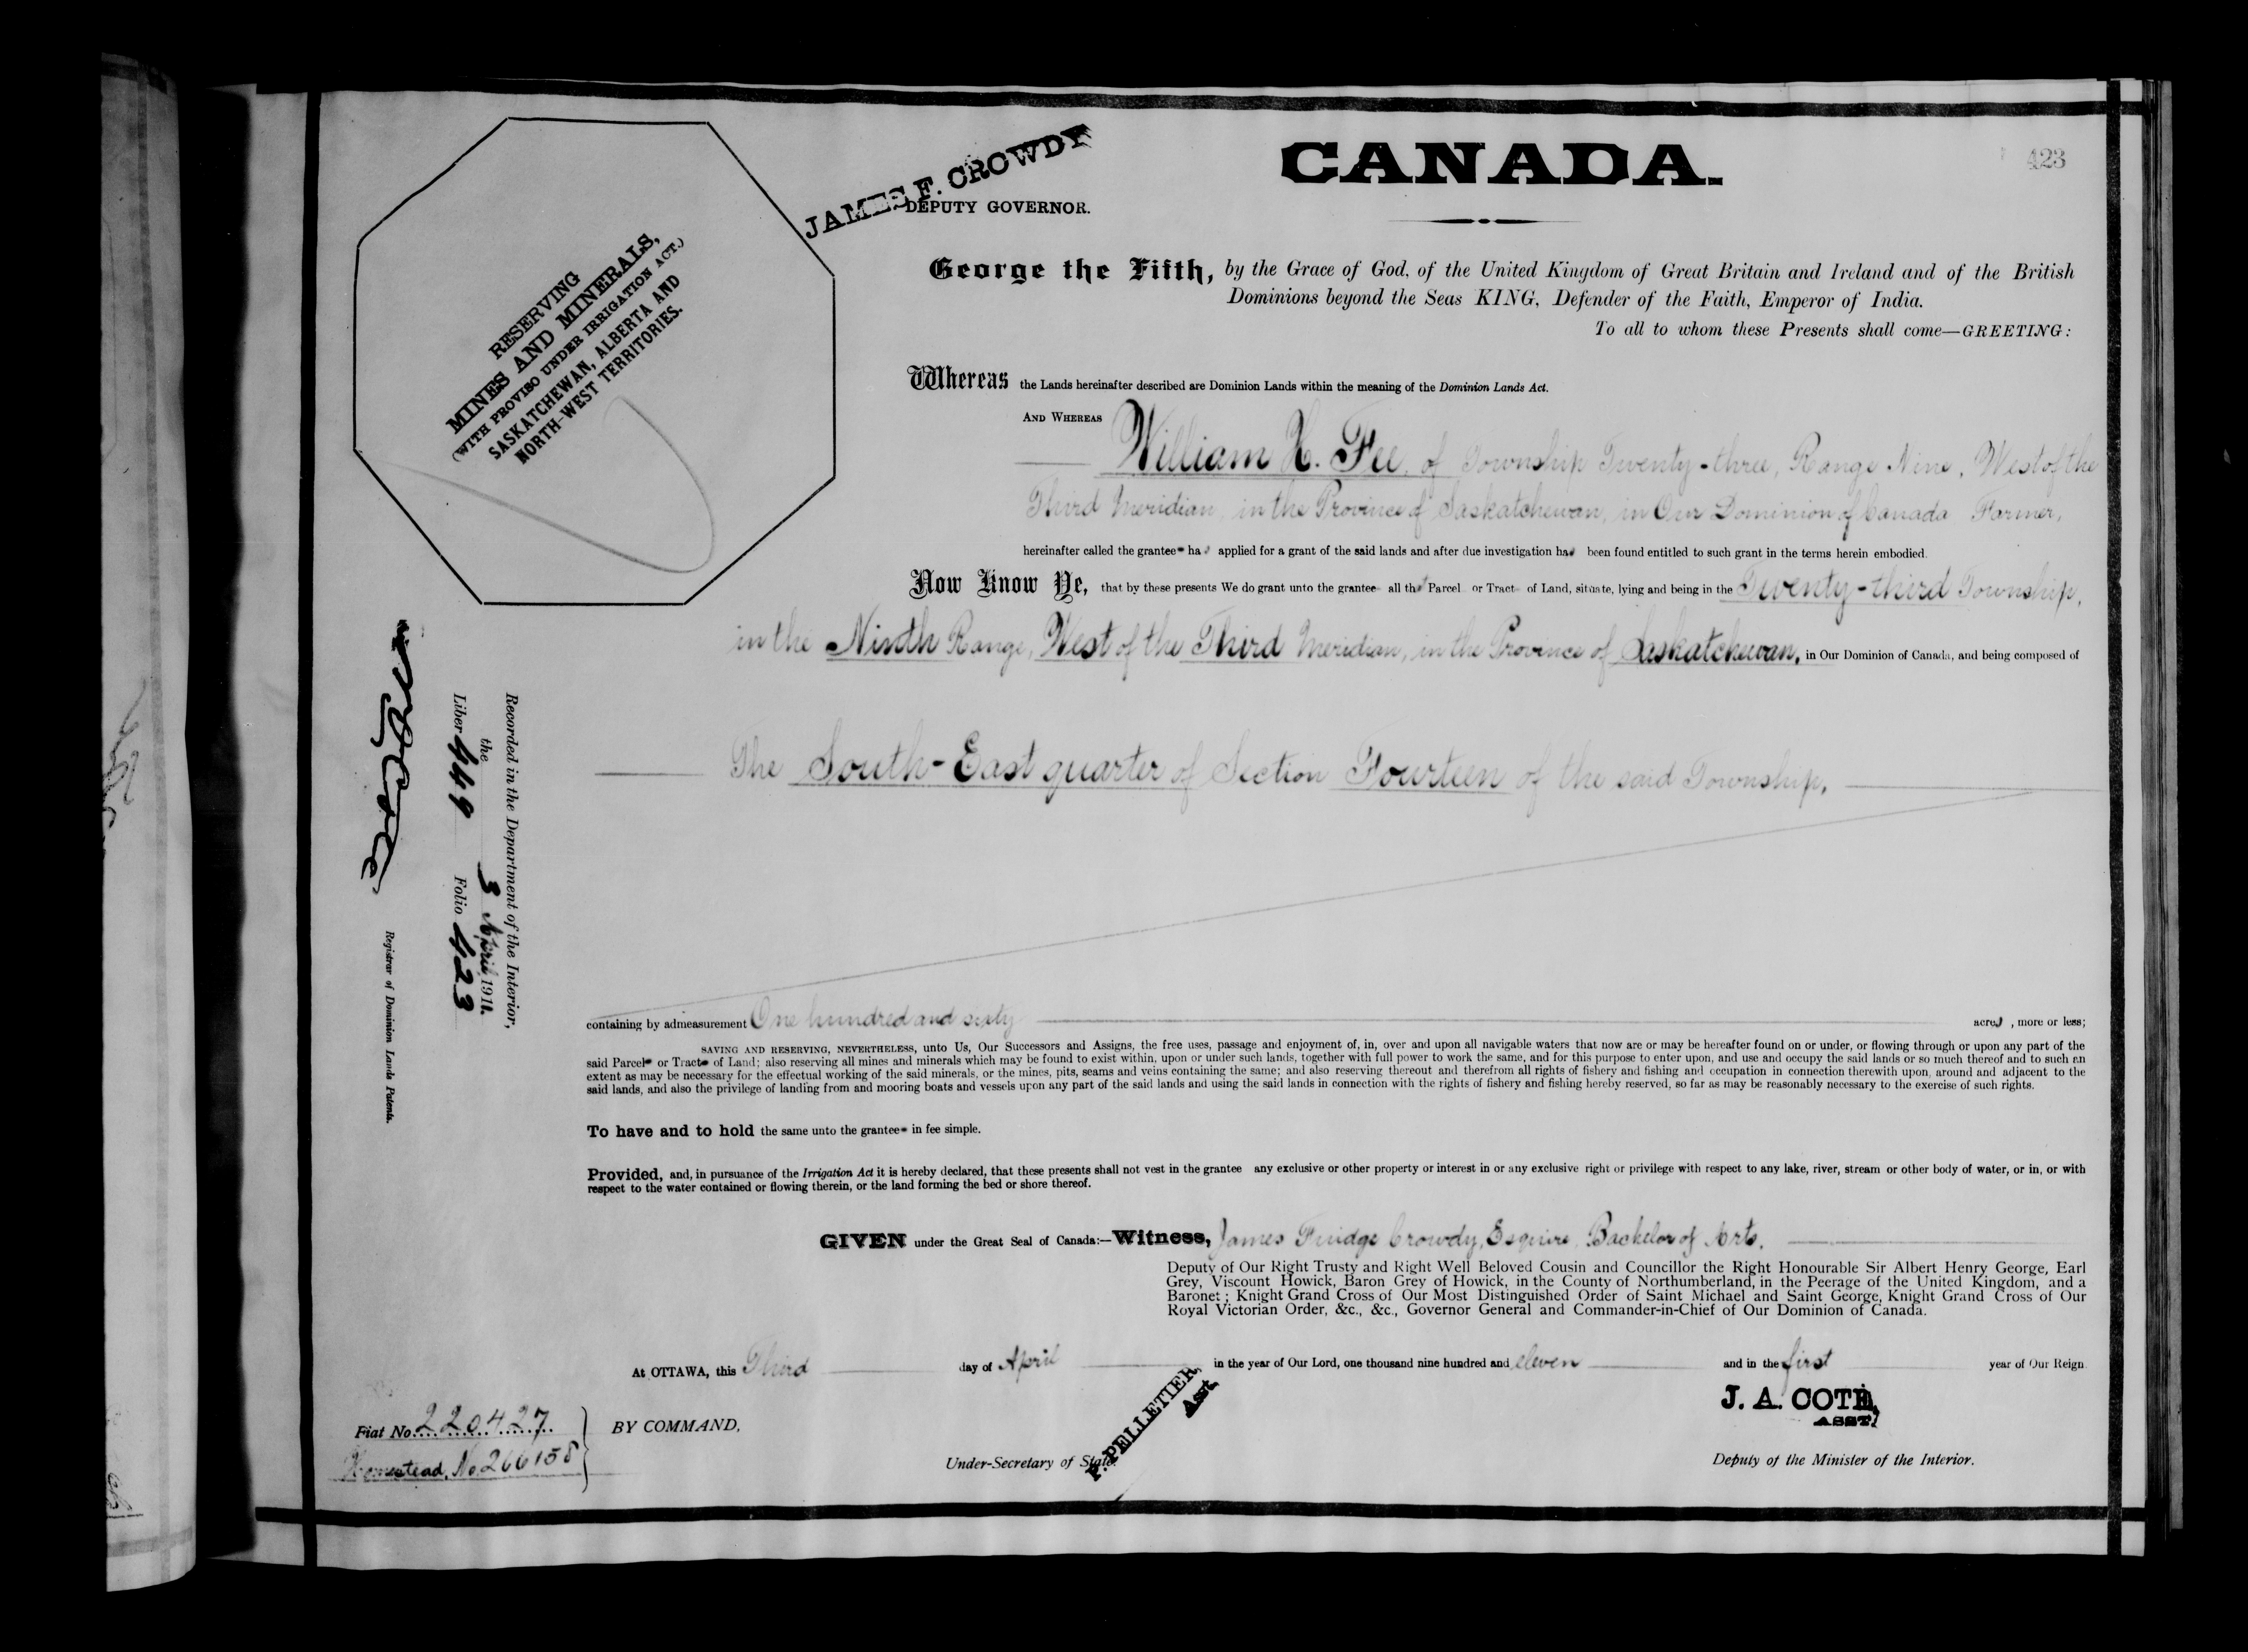 CANADA.
423
JAMES F. CROWDY
DEPUTY GOVERNOR.
RESERVING
MINES AND MINERALS,
(WITH PROVISO UNDER IRRIGATION ACT.)
SASKATCHEWAN, ALBERTA AND
NORTH-WEST TERRITORIES.
George the Fifth, by the Grace of God, of the United Kingdom of Great Britain and Ireland and of the British
Dominions beyond the Seas KING, Defender of the Faith, Emperor of India.
To all to whom these Presents shall come—GREETING:
Whereas the Lands hereinafter described are Dominion Lands within the meaning of the Dominion Lands Act.
AND WHEREAS
William H. Fee, of Township Twenty-three, Range Nine, West of the
Third Meridian, in the Province of Saskatchewan, in Our Dominion of Canada Farmer,
hereinafter called the grantee has applied for a grant of the said lands and after due investigation has been found entitled to such grant in the terms herein embodied.
Now Know Ye, that by these presents We do grant unto the grantee all that Parcel or Tract of Land, situate, lying and being in the Twenty-third Township,
in the Ninth Range, West of the Third Meridian, in the Province of Saskatchewan, in Our Dominion of Canada, and being composed of
The South-East quarter of Section Fourteen of the said Township.
containing by admeasurement One hundred and sixty acres, more or less;
SAVING AND RESERVING, NEVERTHELESS, unto Us, Our Successors and Assigns, the free uses, passage and enjoyment of, in, over and upon all navigable waters that now are or may be hereafter found on or under, or flowing through or upon any part of the
said Parcel or Tract of Land; also reserving all mines and minerals which may be found to exist within, upon or under such lands, together with full power to work the same, and for this purpose to enter upon, and use and occupy the said lands or so much thereof and to such an
extent as may be necessary for the effectual working of the said minerals, or the mines, pits, seams and veins containing the same; and also reserving thereout and therefrom all rights of fishery and fishing and occupation in connection therewith upon, around and adjacent to the
said lands, and also the privilege of landing from and mooring boats and vessels upon any part of the said lands and using the said lands in connection with the rights of fishery and fishing hereby reserved, so far as may be reasonably necessary to the exercise of such rights.
To have and to hold the same unto the grantee in fee simple.
Provided, and, in pursuance of the Irrigation Act it is hereby declared, that these presents shall not vest in the grantee any exclusive or other property or interest in or any exclusive right or privilege with respect to any lake, river, stream or other body of water, or in, or with
respect to the water contained or flowing therein, or the land forming the bed or shore thereof.
GIVEN under the Great Seal of Canada:—Witness, James Fuidge Crowdy, Esquire, Bachelor of Arts,
Deputy of Our Right Trusty and Right Well Beloved Cousin and Councillor the Right Honourable Sir Albert Henry George, Earl
Grey, Viscount Howick, Baron Grey of Howick, in the County of Northumberland, in the Peerage of the United Kingdom, and a
Baronet; Knight Grand Cross of Our Most Distinguished Order of Saint Michael and Saint George, Knight Grand Cross of Our
Royal Victorian Order, &c., &c., Governor General and Commander-in-Chief of Our Dominion of Canada.
At OTTAWA, this Third day of April in the year of Our Lord, one thousand nine hundred and eleven and in the first year of Our Reign
BY COMMAND,
P. PELLETIER,
Asst.
Under-Secretary of State.
J. A. COTÉ,
ASST.
Deputy of the Minister of the Interior.
Fiat No. 220427
Homestead, No. 266158
Recorded in the Department of the Interior,
the 3 April 1911.
Liber 449 Folio 423
Registrar of Dominion Lands Patents.